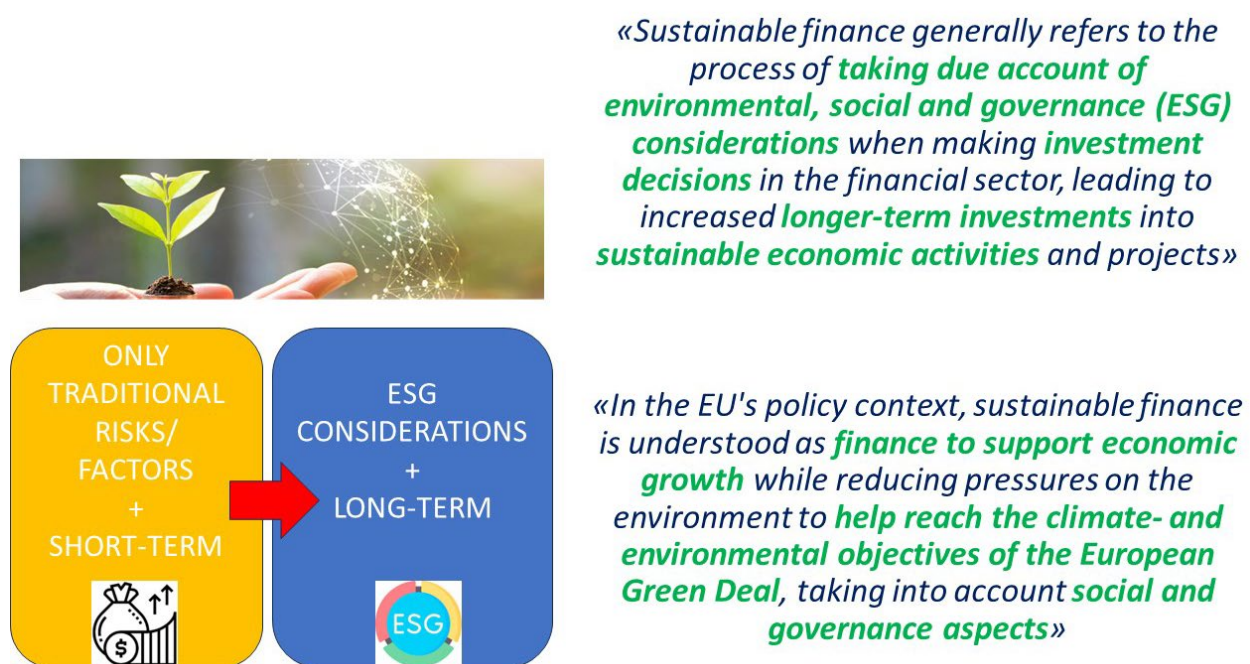 «Sustainable finance generally refers to the
process of taking due account of
environmental, social and governance (ESG)
considerations when making investment
decisions in the financial sector, leading to
increased longer-term investments into
sustainable economic activities and projects»
ONLY
TRADITIONAL
RISKS/
FACTORS
+
SHORT-TERM
$
ESG
CONSIDERATIONS
+
LONG-TERM
ESG
«In the EU's policy context, sustainable finance
is understood as finance to support economic
growth while reducing pressures on the
environment to help reach the climate- and
environmental objectives of the European
Green Deal, taking into account social and
governance aspects»